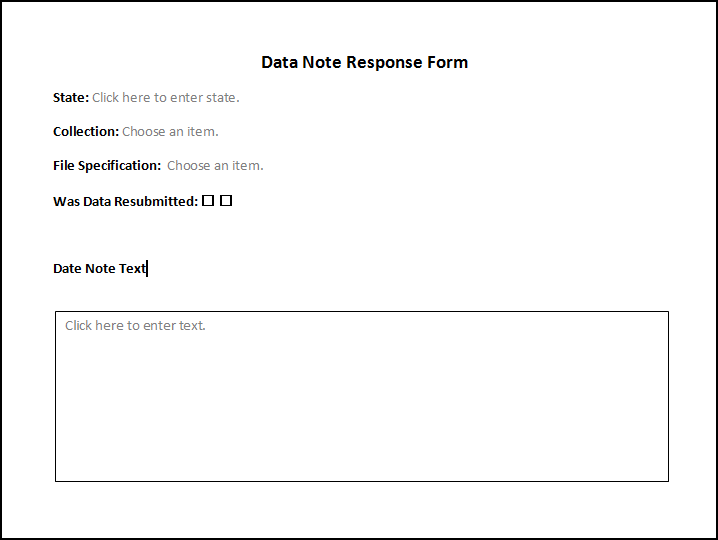 Data Note Response Form
State: Click here to enter state.
Collection: Choose an item.
File Specification: Choose an item.
Was Data Resubmitted: ☐ ☐
Date Note Text
Click here to enter text.